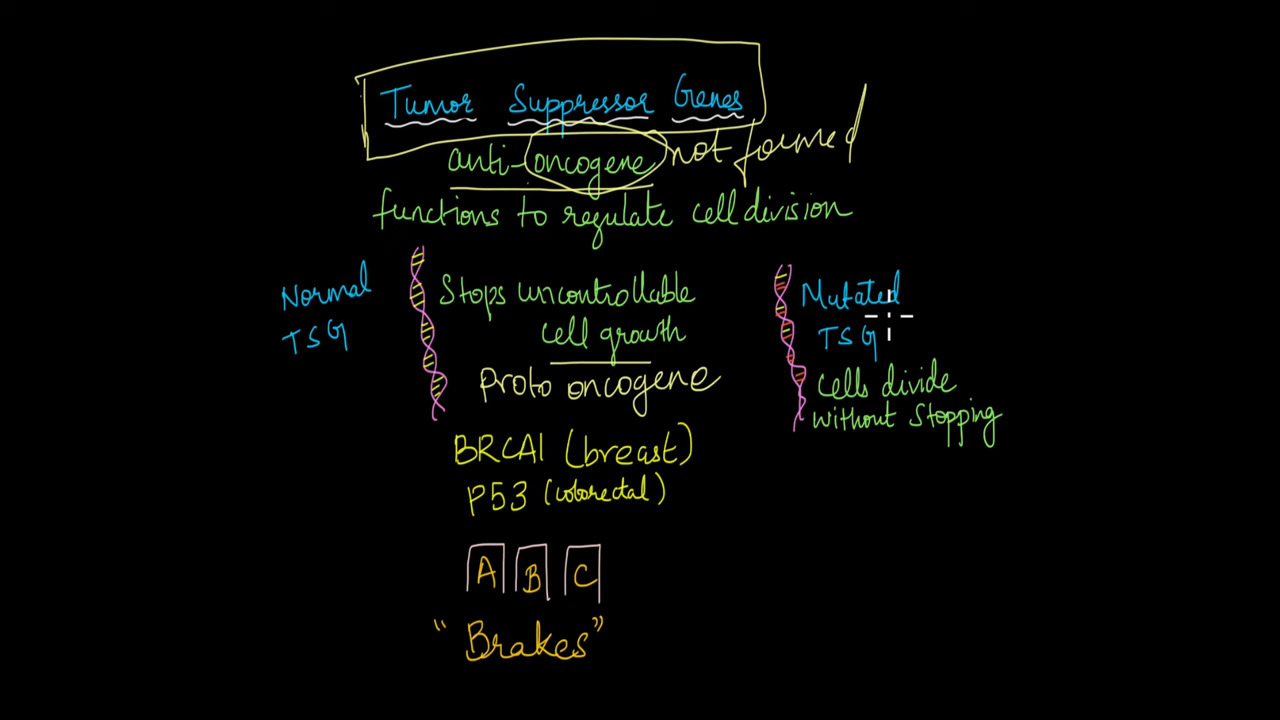 Tumor Suppressor Genes
anti-oncogene not formed
functions to regulate cell division
Normal
TSG
Stops uncontrollable
cell growth
Proto oncogene
BRCA1 (breast)
P53 (colorectal)
A B C
"Brakes"
Mutated
TSG
Cells divide
without Stopping